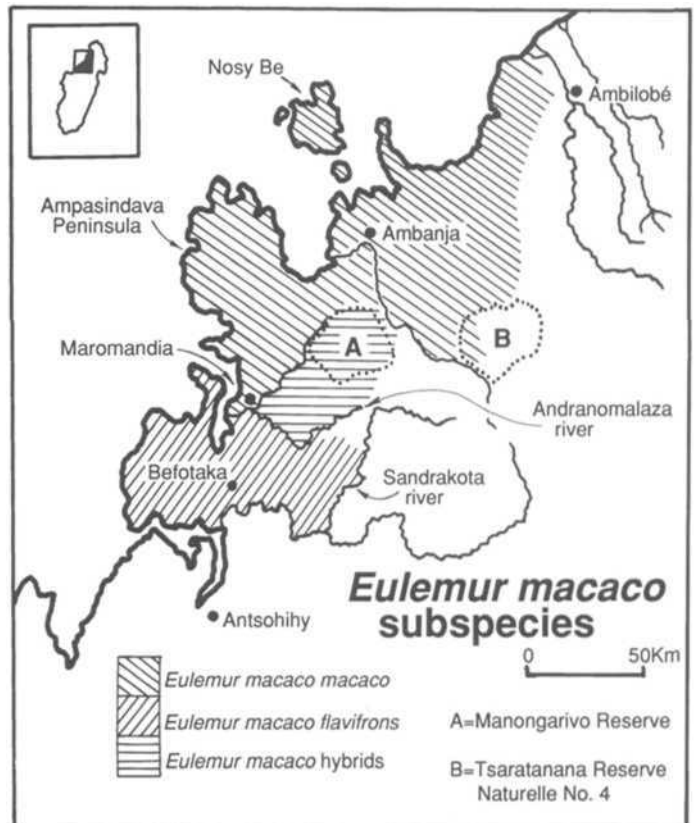 Nosy Be
Ambilobé
Ampasindava
Peninsula
Ambanja
A
B
Maromandia
Andranomalaza
river
Befotaka
Sandrakota
river
Eulemur macaco
subspecies
Antsohihy
0 50Km
Eulemur macaco macaco
Eulemur macaco flavifrons
Eulemur macaco hybrids
A=Manongarivo Reserve
B=Tsaratanana Reserve
Naturelle No. 4